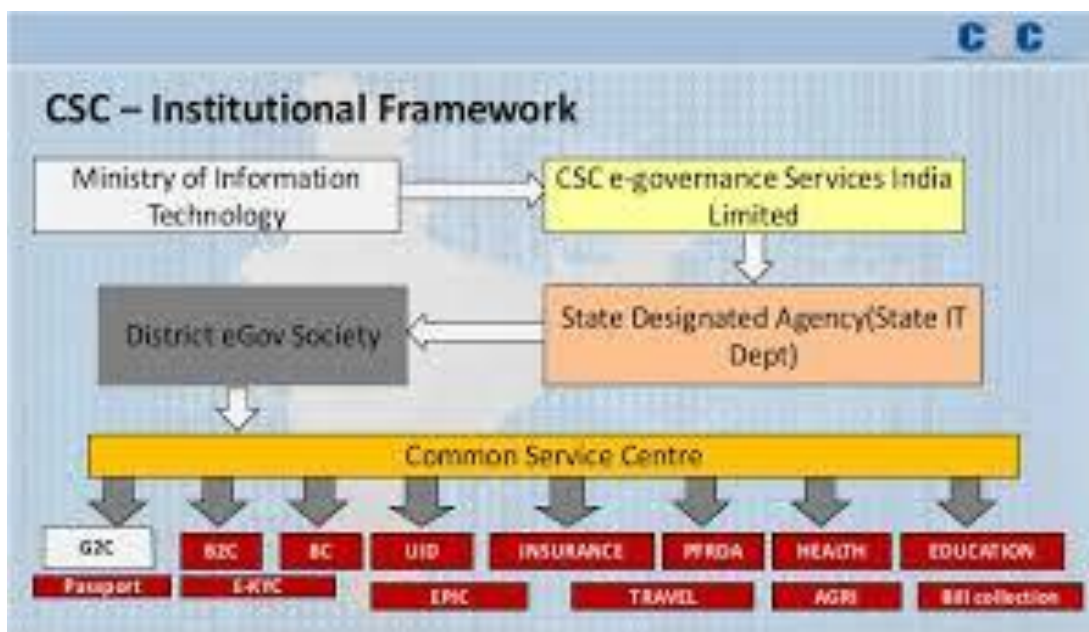 C C
CSC – Institutional Framework
Ministry of Information
Technology
CSC e-governance Services India
Limited
District eGov Society
State Designated Agency(State IT
Dept)
Common Service Centre
G2C
B2C
BC
UID
INSURANCE
PFRDA
HEALTH
EDUCATION
Passport
E-KYC
EPIC
TRAVEL
AGRI
Bill collection